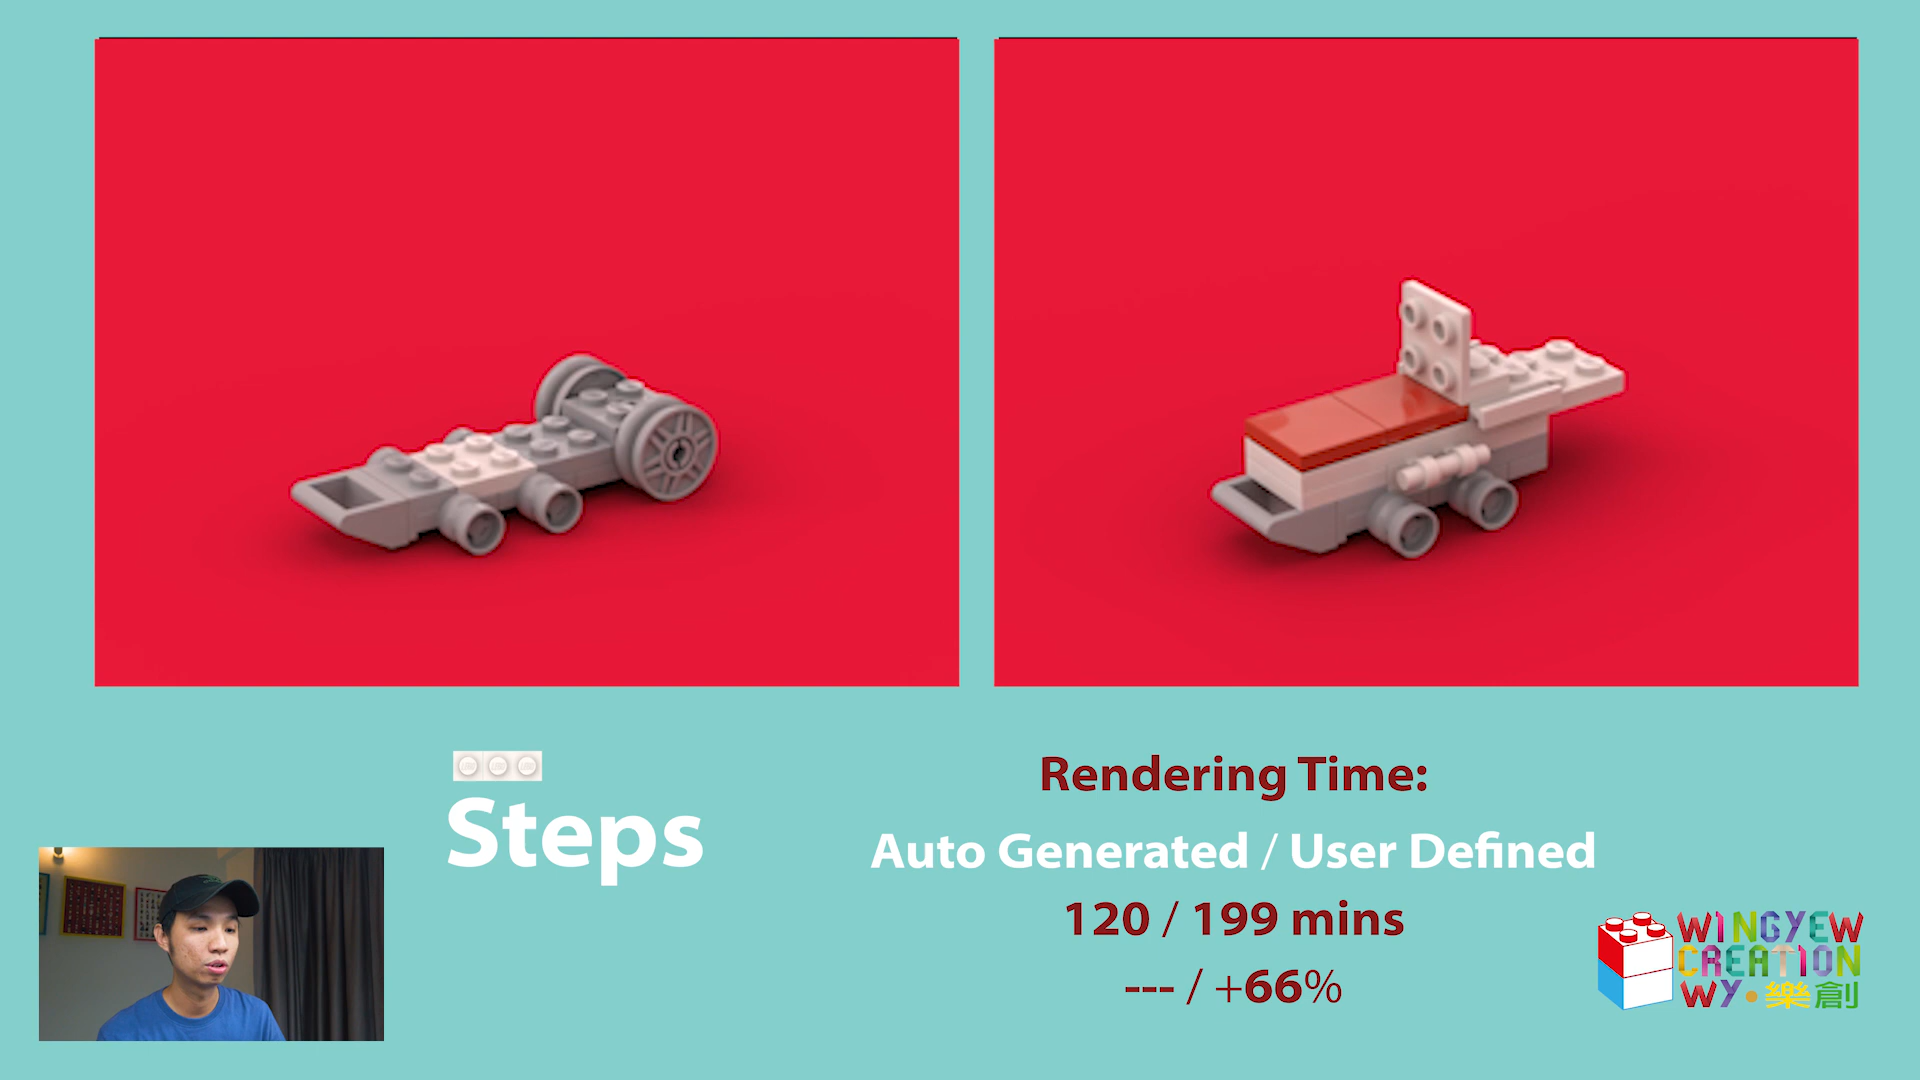 Steps
Rendering Time:
Auto Generated / User Defined
120 / 199 mins
--- / +66%
WINGYEW
CREATION
WY•樂創